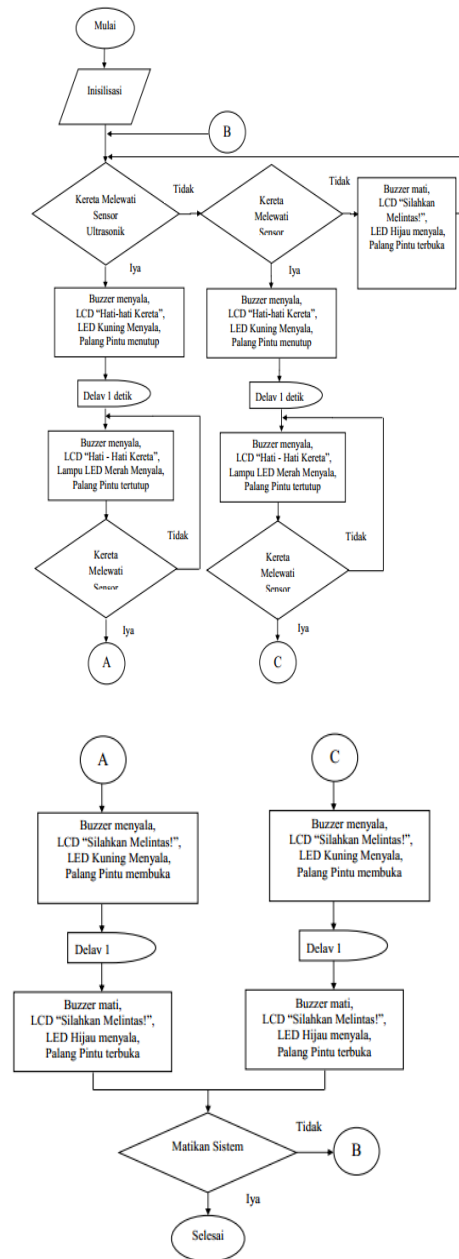 Mulai
Inisilisasi
B
Kereta Melewati
Sensor
Ultrasonik
Tidak
Kereta
Melewati
Sensor
Tidak
Buzzer mati,
LCD “Silahkan
Melintas!”,
LED Hijau menyala,
Palang Pintu terbuka
Iya
Iya
Buzzer menyala,
LCD “Hati-hati Kereta”,
LED Kuning Menyala,
Palang Pintu menutup
Buzzer menyala,
LCD “Hati-hati Kereta”,
LED Kuning Menyala,
Palang Pintu menutup
Delay 1 detik
Delay 1 detik
Buzzer menyala,
LCD “Hati - Hati Kereta”,
Lampu LED Merah Menyala,
Palang Pintu tertutup
Buzzer menyala,
LCD “Hati - Hati Kereta”,
Lampu LED Merah Menyala,
Palang Pintu tertutup
Tidak
Kereta
Melewati
Sensor
Tidak
Kereta
Melewati
Sensor
Iya
Iya
A
C
A
C
Buzzer menyala,
LCD “Silahkan Melintas!”,
LED Kuning Menyala,
Palang Pintu membuka
Buzzer menyala,
LCD “Silahkan Melintas!”,
LED Kuning Menyala,
Palang Pintu membuka
Delay 1
Delay 1
Buzzer mati,
LCD “Silahkan Melintas!”,
LED Hijau menyala,
Palang Pintu terbuka
Buzzer mati,
LCD “Silahkan Melintas!”,
LED Hijau menyala,
Palang Pintu terbuka
Matikan Sistem
Tidak
B
Iya
Selesai